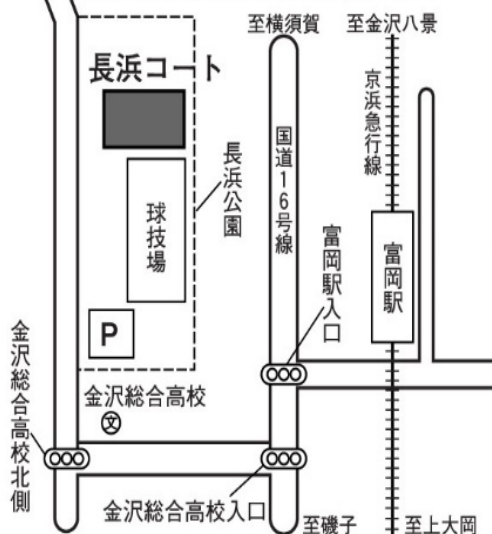 至横須賀
至金沢八景
長浜コート
京浜急行線
国道16号線
長浜公園
球技場
富岡駅入口
富岡駅
P
金沢総合高校
文
金沢総合高校北側
金沢総合高校入口
至磯子
至上大岡